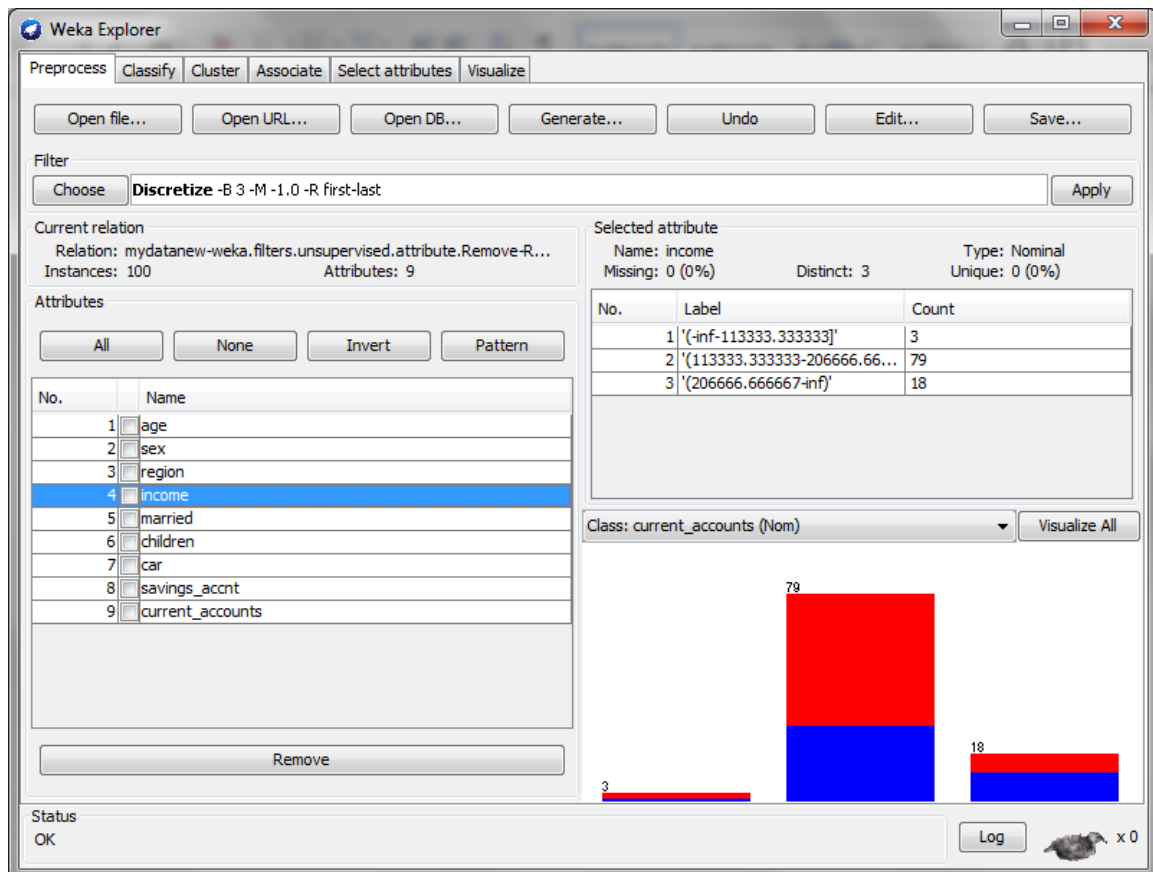 Weka Explorer
Preprocess Classify Cluster Associate Select attributes Visualize
Open file... Open URL... Open DB... Generate... Undo Edit... Save...
Filter
Choose Discretize -B 3 -M -1.0 -R first-last Apply
Current relation
Relation: mydatanew-weka.filters.unsupervised.attribute.Remove-R...
Instances: 100 Attributes: 9
Attributes
All None Invert Pattern
No. Name
1 age
2 sex
3 region
4 income
5 married
6 children
7 car
8 savings_accnt
9 current_accounts
Remove
Selected attribute
Name: income Type: Nominal
Missing: 0 (0%) Distinct: 3 Unique: 0 (0%)
No. Label Count
1 '(-inf-113333.333333]' 3
2 '(113333.333333-206666.66... 79
3 '(206666.666667-inf)' 18
Class: current_accounts (Nom) Visualize All
79
18
3
Status
OK Log x 0